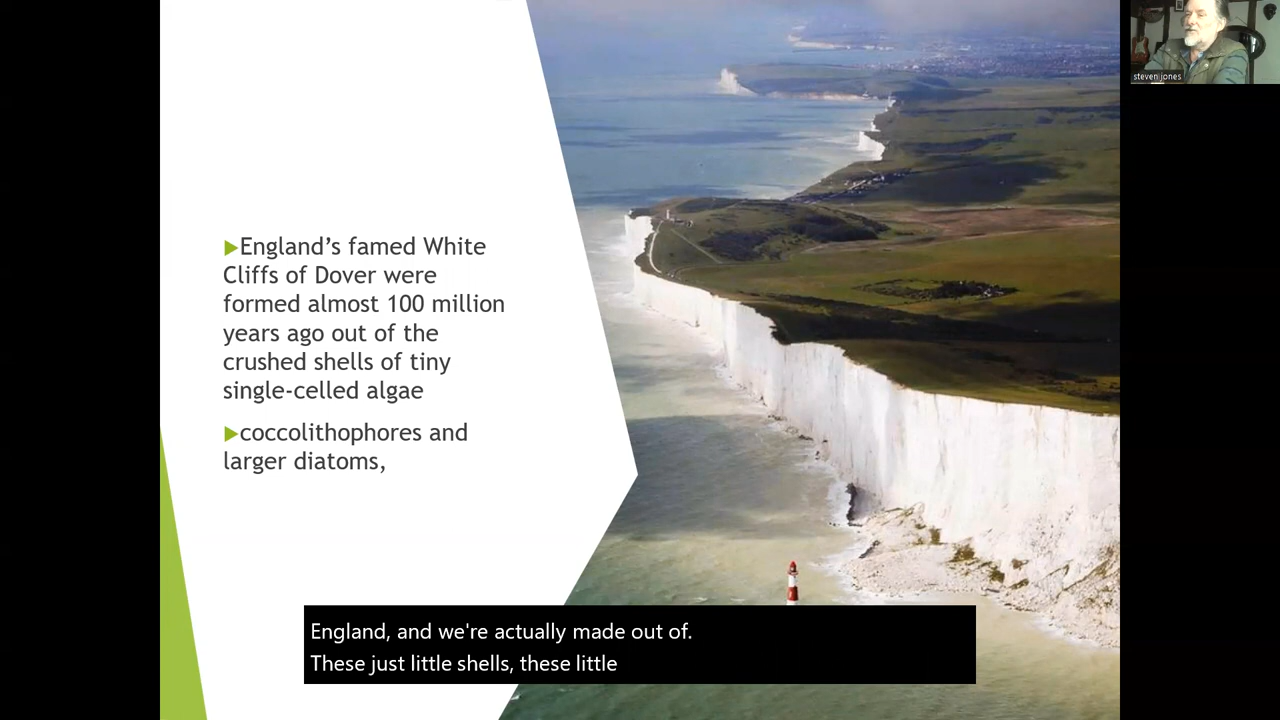 England’s famed White
Cliffs of Dover were
formed almost 100 million
years ago out of the
crushed shells of tiny
single-celled algae
coccolithophores and
larger diatoms,
England, and we're actually made out of.
These just little shells, these little
steven jones